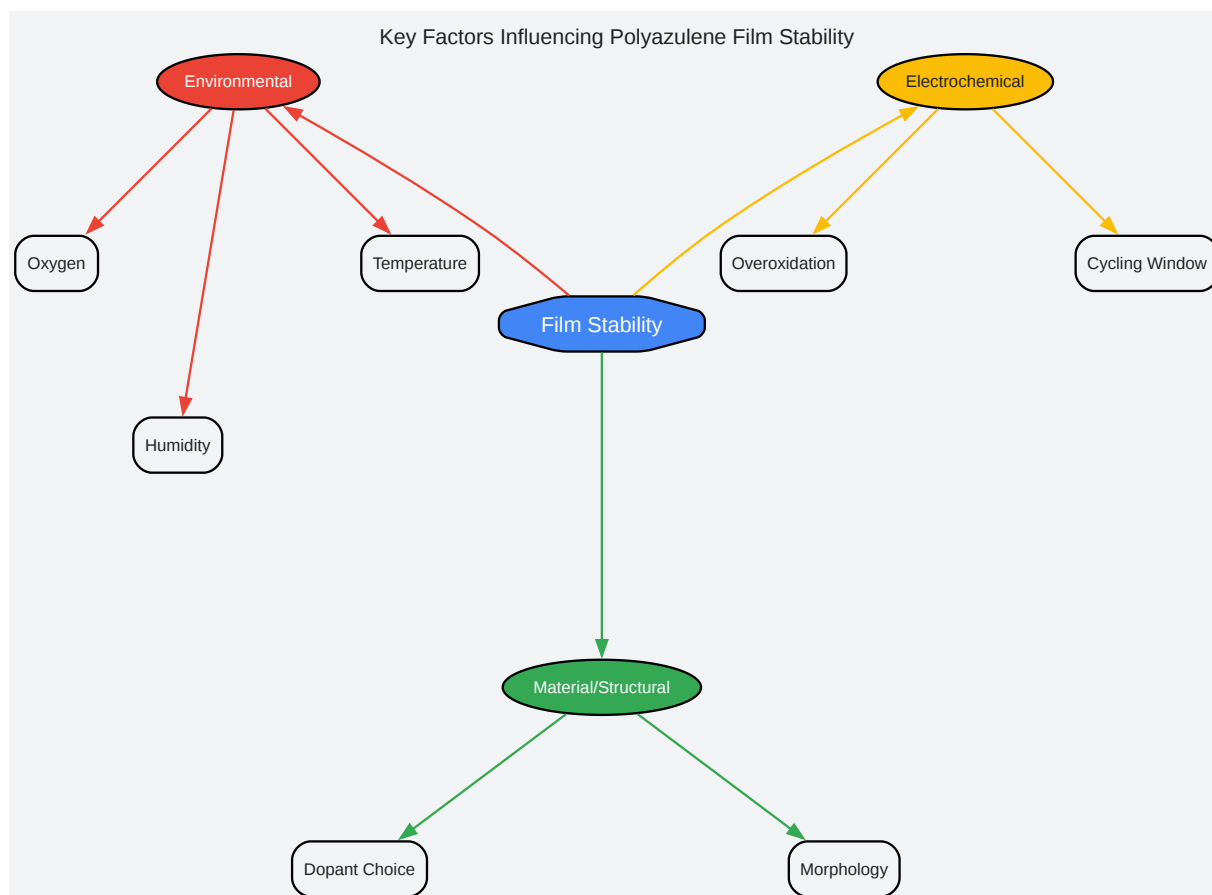 Key Factors Influencing Polyazulene Film Stability
Environmental
Electrochemical
Oxygen
Temperature
Overoxidation
Cycling Window
Film Stability
Humidity
Material/Structural
Dopant Choice
Morphology